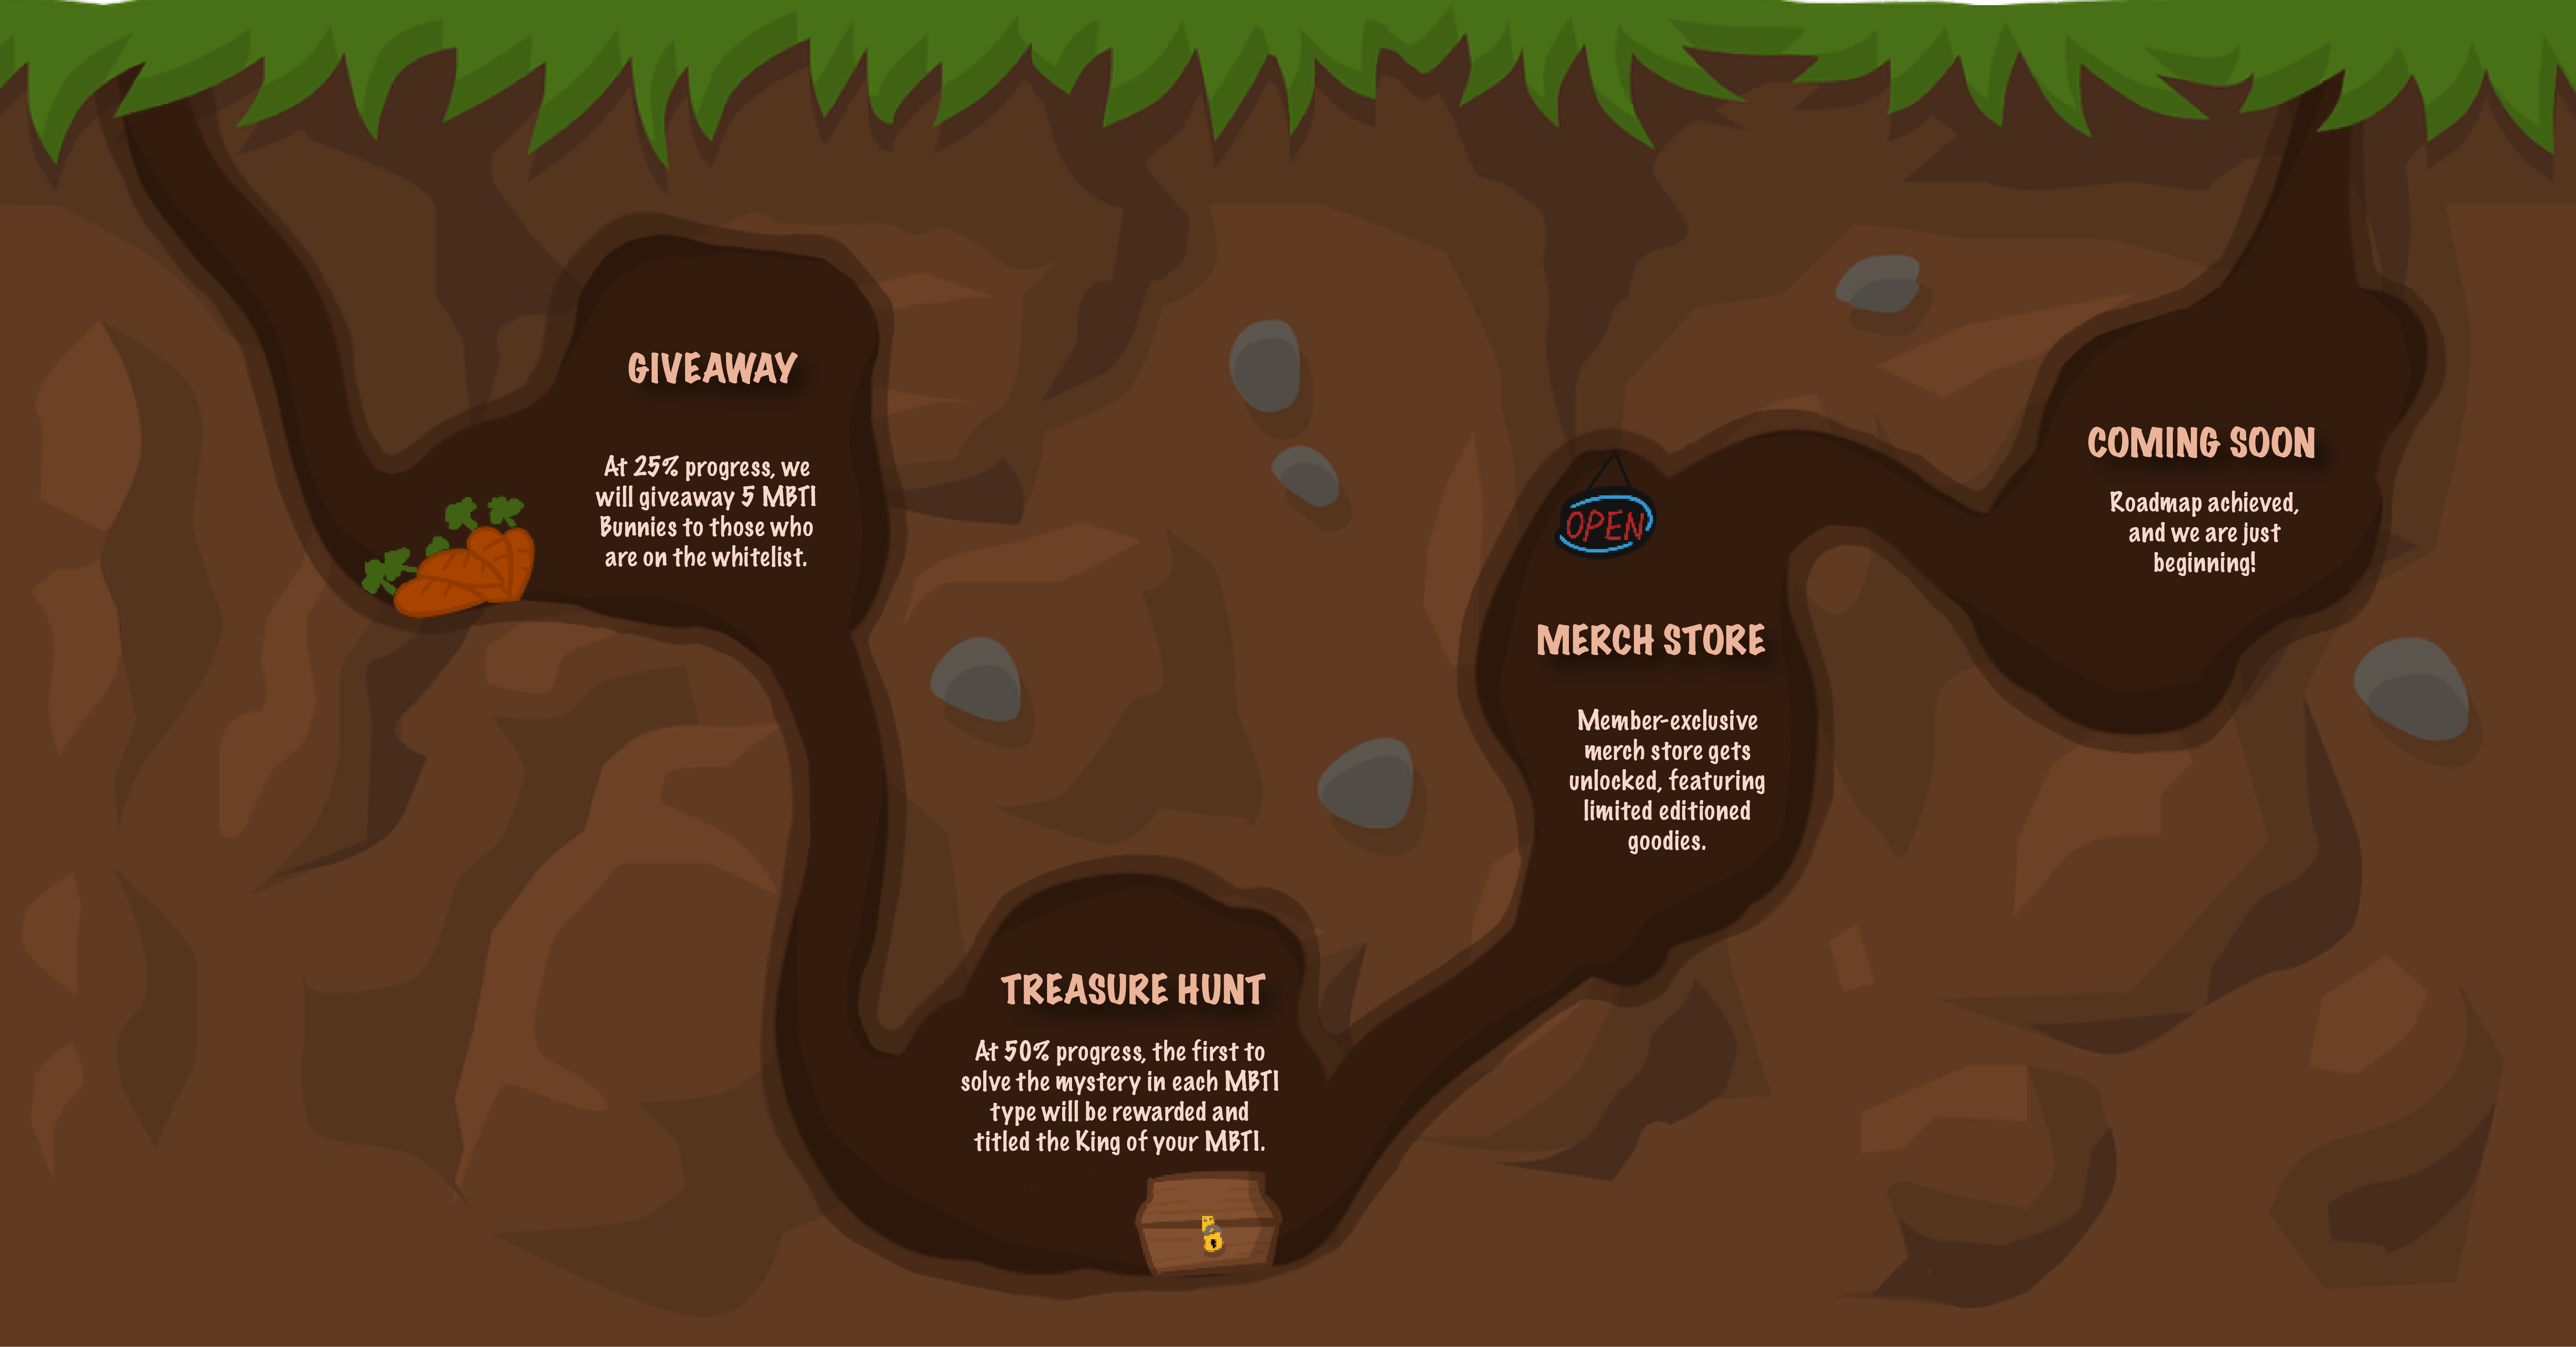 GIVEAWAY
At 25% progress, we
will giveaway 5 MBTI
Bunnies to those who
are on the whitelist.
TREASURE HUNT
At 50% progress, the first to
solve the mystery in each MBTI
type will be rewarded and
titled the King of your MBTI.
OPEN
MERCH STORE
Member-exclusive
merch store gets
unlocked, featuring
limited editioned
goodies.
COMING SOON
Roadmap achieved,
and we are just
beginning!